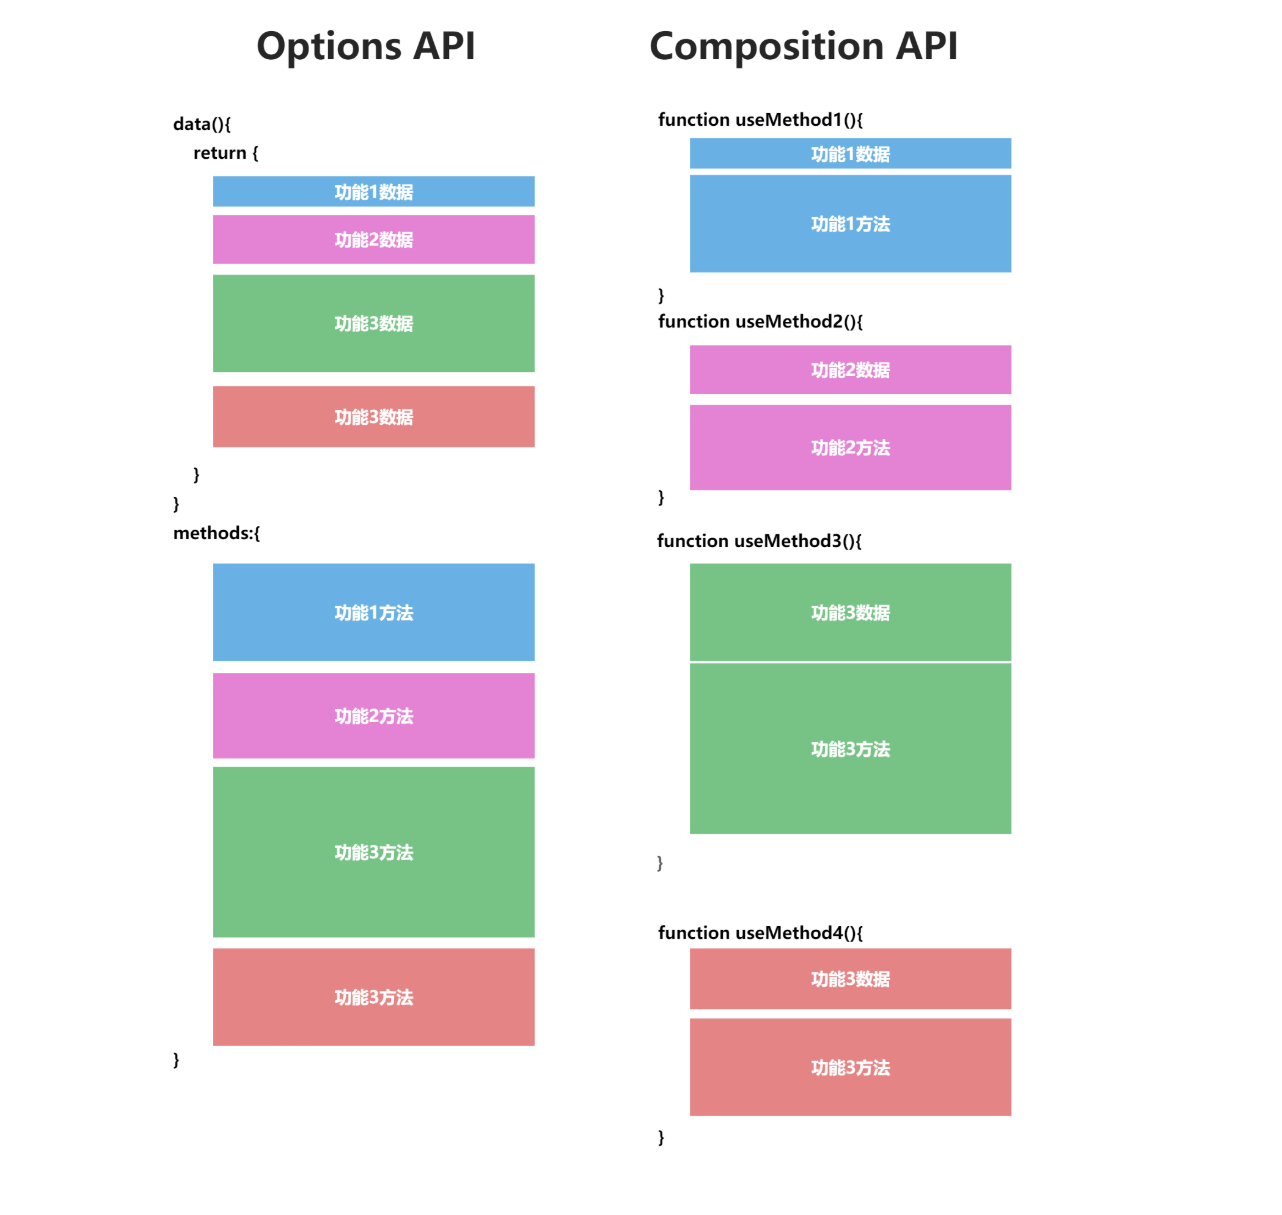 Options API
data(){
return {
功能1数据
功能2数据
功能3数据
功能3数据
}
}
methods:{
功能1方法
功能2方法
功能3方法
功能3方法
}
Composition API
function useMethod1(){
功能1数据
功能1方法
}
function useMethod2(){
功能2数据
功能2方法
}
function useMethod3(){
功能3数据
功能3方法
}
function useMethod4(){
功能3数据
功能3方法
}